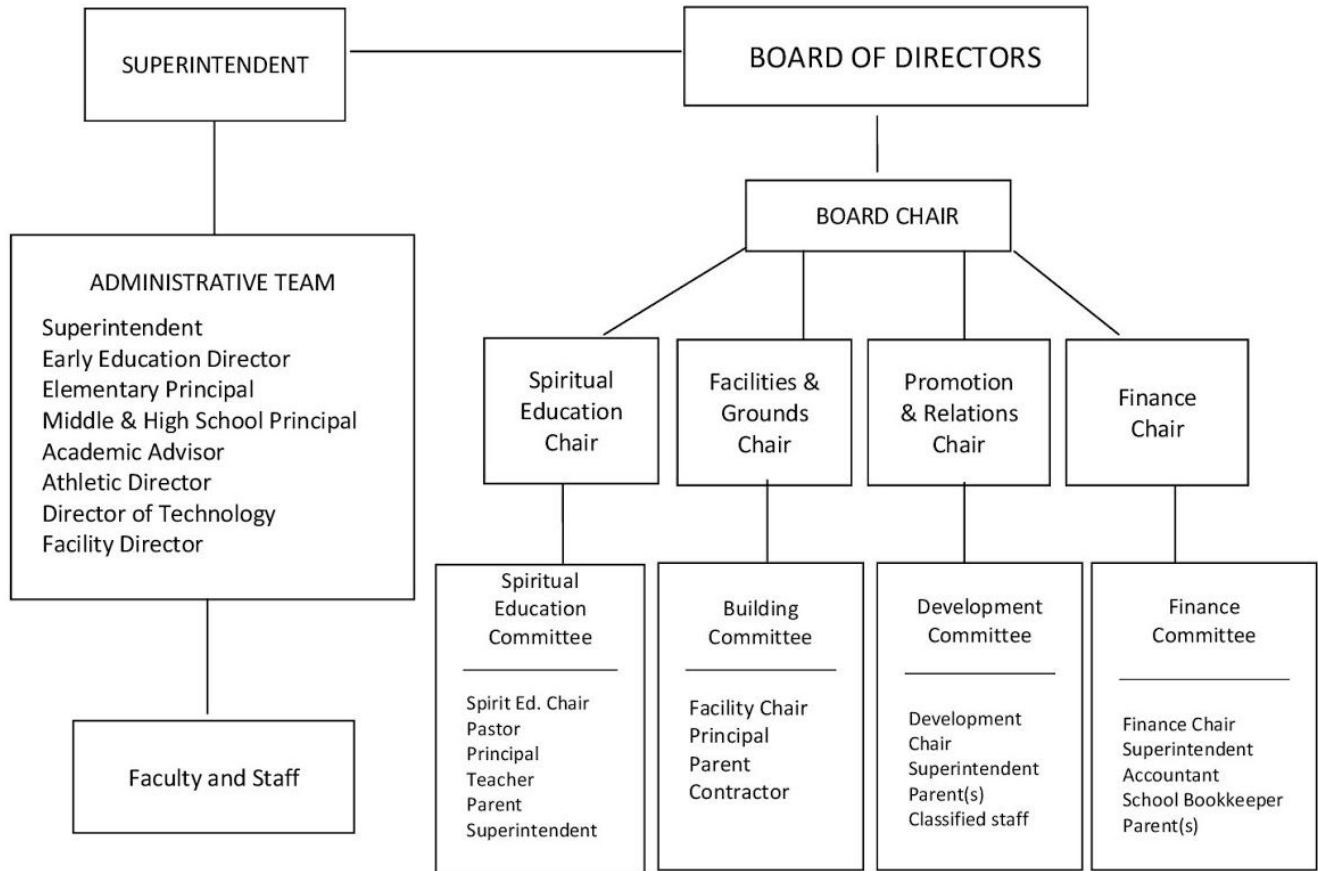 SUPERINTENDENT
BOARD OF DIRECTORS
BOARD CHAIR
ADMINISTRATIVE TEAM
Superintendent
Early Education Director
Elementary Principal
Middle & High School Principal
Academic Advisor
Athletic Director
Director of Technology
Facility Director
Faculty and Staff
Spiritual
Education
Chair
Facilities &
Grounds
Chair
Promotion
& Relations
Chair
Finance
Chair
Spiritual
Education
Committee
Spirit Ed. Chair
Pastor
Principal
Teacher
Parent
Superintendent
Building
Committee
Facility Chair
Principal
Parent
Contractor
Development
Committee
Development
Chair
Superintendent
Parent(s)
Classified staff
Finance
Committee
Finance Chair
Superintendent
Accountant
School Bookkeeper
Parent(s)